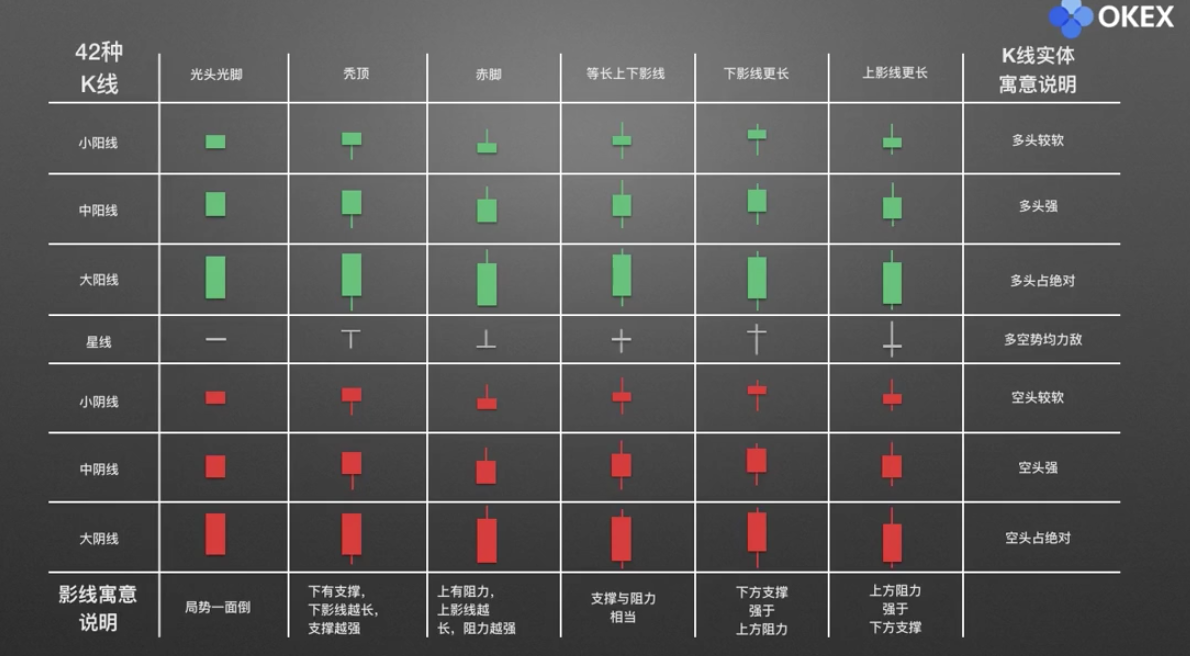 OKEX
42种
K线
光头光脚
秃顶
赤脚
等长上下影线
下影线更长
上影线更长
K线实体
寓意说明
小阳线
多头较软
中阳线
多头强
大阳线
多头占绝对
星线
多空势均力敌
小阴线
空头较软
中阴线
空头强
大阴线
空头占绝对
影线寓意
说明
局势一面倒
下有支撑，
下影线越长，
支撑越强
上有阻力，
上影线越
长，阻力越强
支撑与阻力
相当
下方支撑
强于
上方阻力
上方阻力
强于
下方支撑